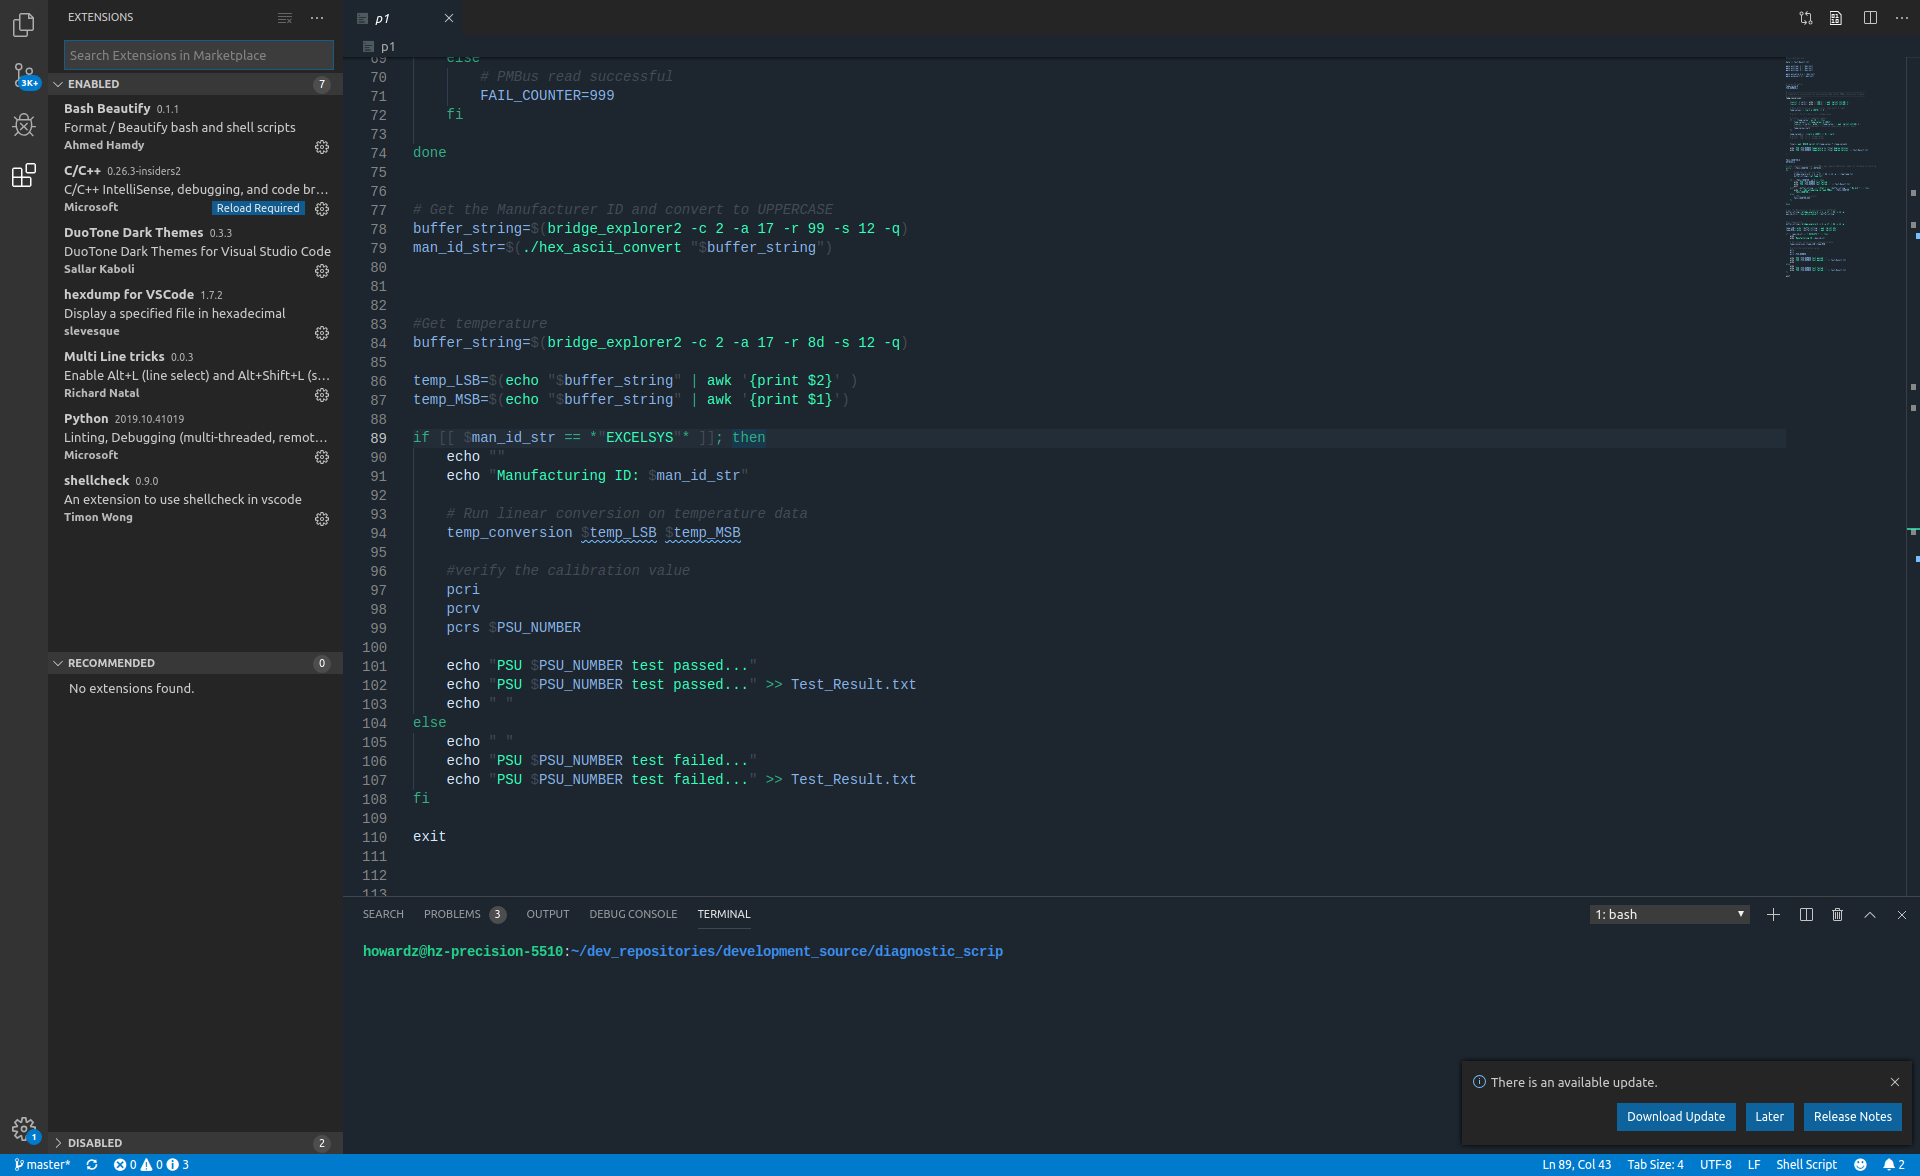 EXTENSIONS
Search Extensions in Marketplace
3K+
ENABLED 7
Bash Beautify 0.1.1
Format / Beautify bash and shell scripts
Ahmed Hamdy
C/C++ 0.26.3-insiders2
C/C++ IntelliSense, debugging, and code br...
Microsoft Reload Required
DuoTone Dark Themes 0.3.3
DuoTone Dark Themes for Visual Studio Code
Sallar Kaboli
hexdump for VSCode 1.7.2
Display a specified file in hexadecimal
slevesque
Multi Line tricks 0.0.3
Enable Alt+L (line select) and Alt+Shift+L (s...
Richard Natal
Python 2019.10.41019
Linting, Debugging (multi-threaded, remot...
Microsoft
shellcheck 0.9.0
An extension to use shellcheck in vscode
Timon Wong
RECOMMENDED 0
No extensions found.
DISABLED 2
1
p1
p1
69 else
70 # PMBus read successful
71 FAIL_COUNTER=999
72 fi
73
74 done
75
76
77 # Get the Manufacturer ID and convert to UPPERCASE
78 buffer_string=$(bridge_explorer2 -c 2 -a 17 -r 99 -s 12 -q)
79 man_id_str=$(./hex_ascii_convert "$buffer_string")
80
81
82
83 #Get temperature
84 buffer_string=$(bridge_explorer2 -c 2 -a 17 -r 8d -s 12 -q)
85
86 temp_LSB=$(echo "$buffer_string" | awk '{print $2}' )
87 temp_MSB=$(echo "$buffer_string" | awk '{print $1}')
88
89 if [[ $man_id_str == *"EXCELSYS"* ]]; then
90 echo ""
91 echo "Manufacturing ID: $man_id_str"
92
93 # Run linear conversion on temperature data
94 temp_conversion $temp_LSB $temp_MSB
95
96 #verify the calibration value
97 pcri
98 pcrv
99 pcrs $PSU_NUMBER
100
101 echo "PSU $PSU_NUMBER test passed..."
102 echo "PSU $PSU_NUMBER test passed..." >> Test_Result.txt
103 echo " "
104 else
105 echo " "
106 echo "PSU $PSU_NUMBER test failed..."
107 echo "PSU $PSU_NUMBER test failed..." >> Test_Result.txt
108 fi
109
110 exit
111
112
113
SEARCH PROBLEMS 3 OUTPUT DEBUG CONSOLE TERMINAL 1: bash
howardz@hz-precision-5510:~/dev_repositories/development_source/diagnostic_scrip
There is an available update.
Download Update Later Release Notes
master* 0 0 3 Ln 89, Col 43 Tab Size: 4 UTF-8 LF Shell Script 2